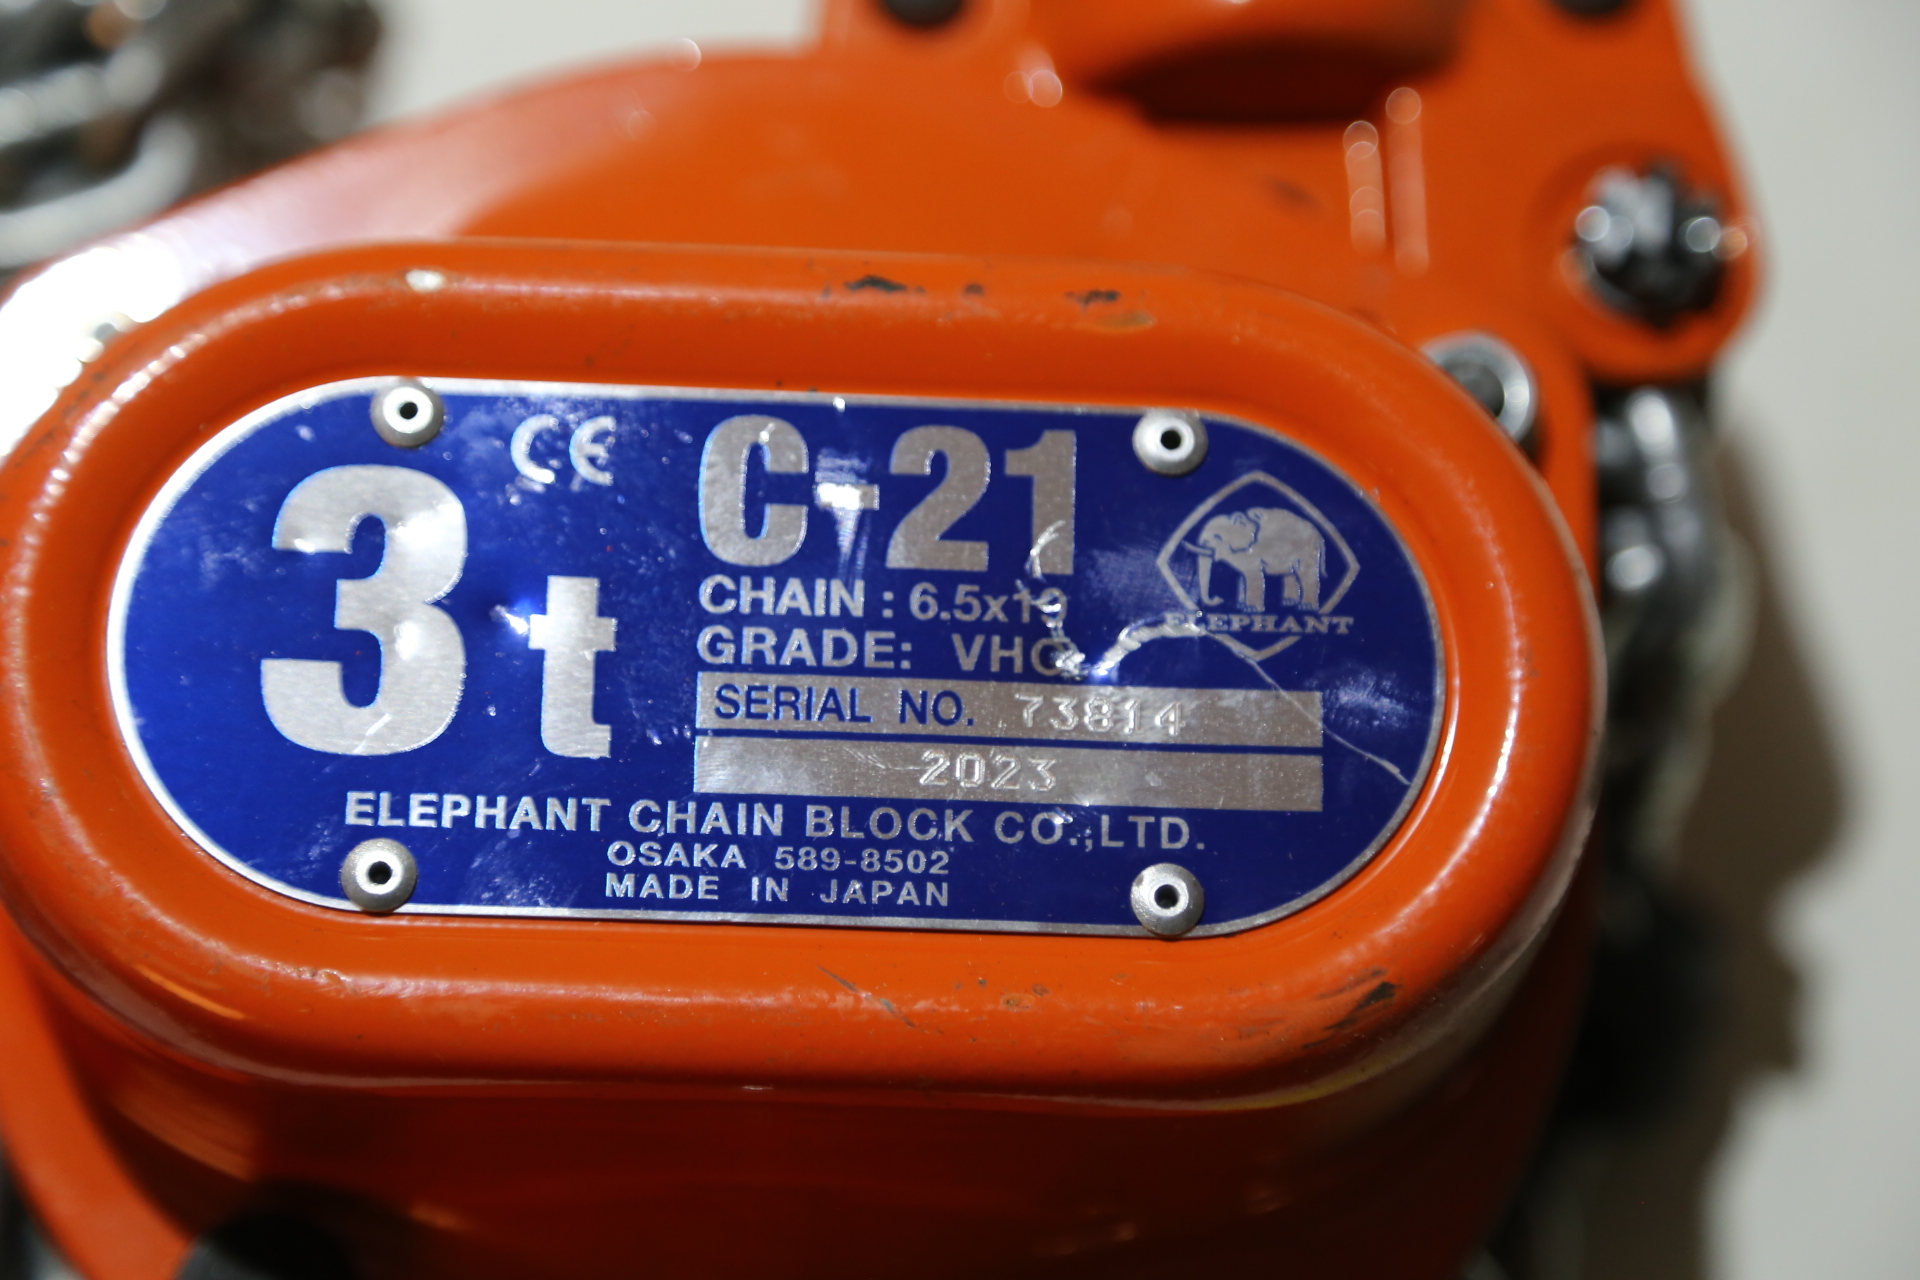 CE
C-21
3t
CHAIN : 6.5x19
GRADE: VHC
ELEPHANT
SERIAL NO. 73814
2023
ELEPHANT CHAIN BLOCK CO.,LTD.
OSAKA 589-8502
MADE IN JAPAN